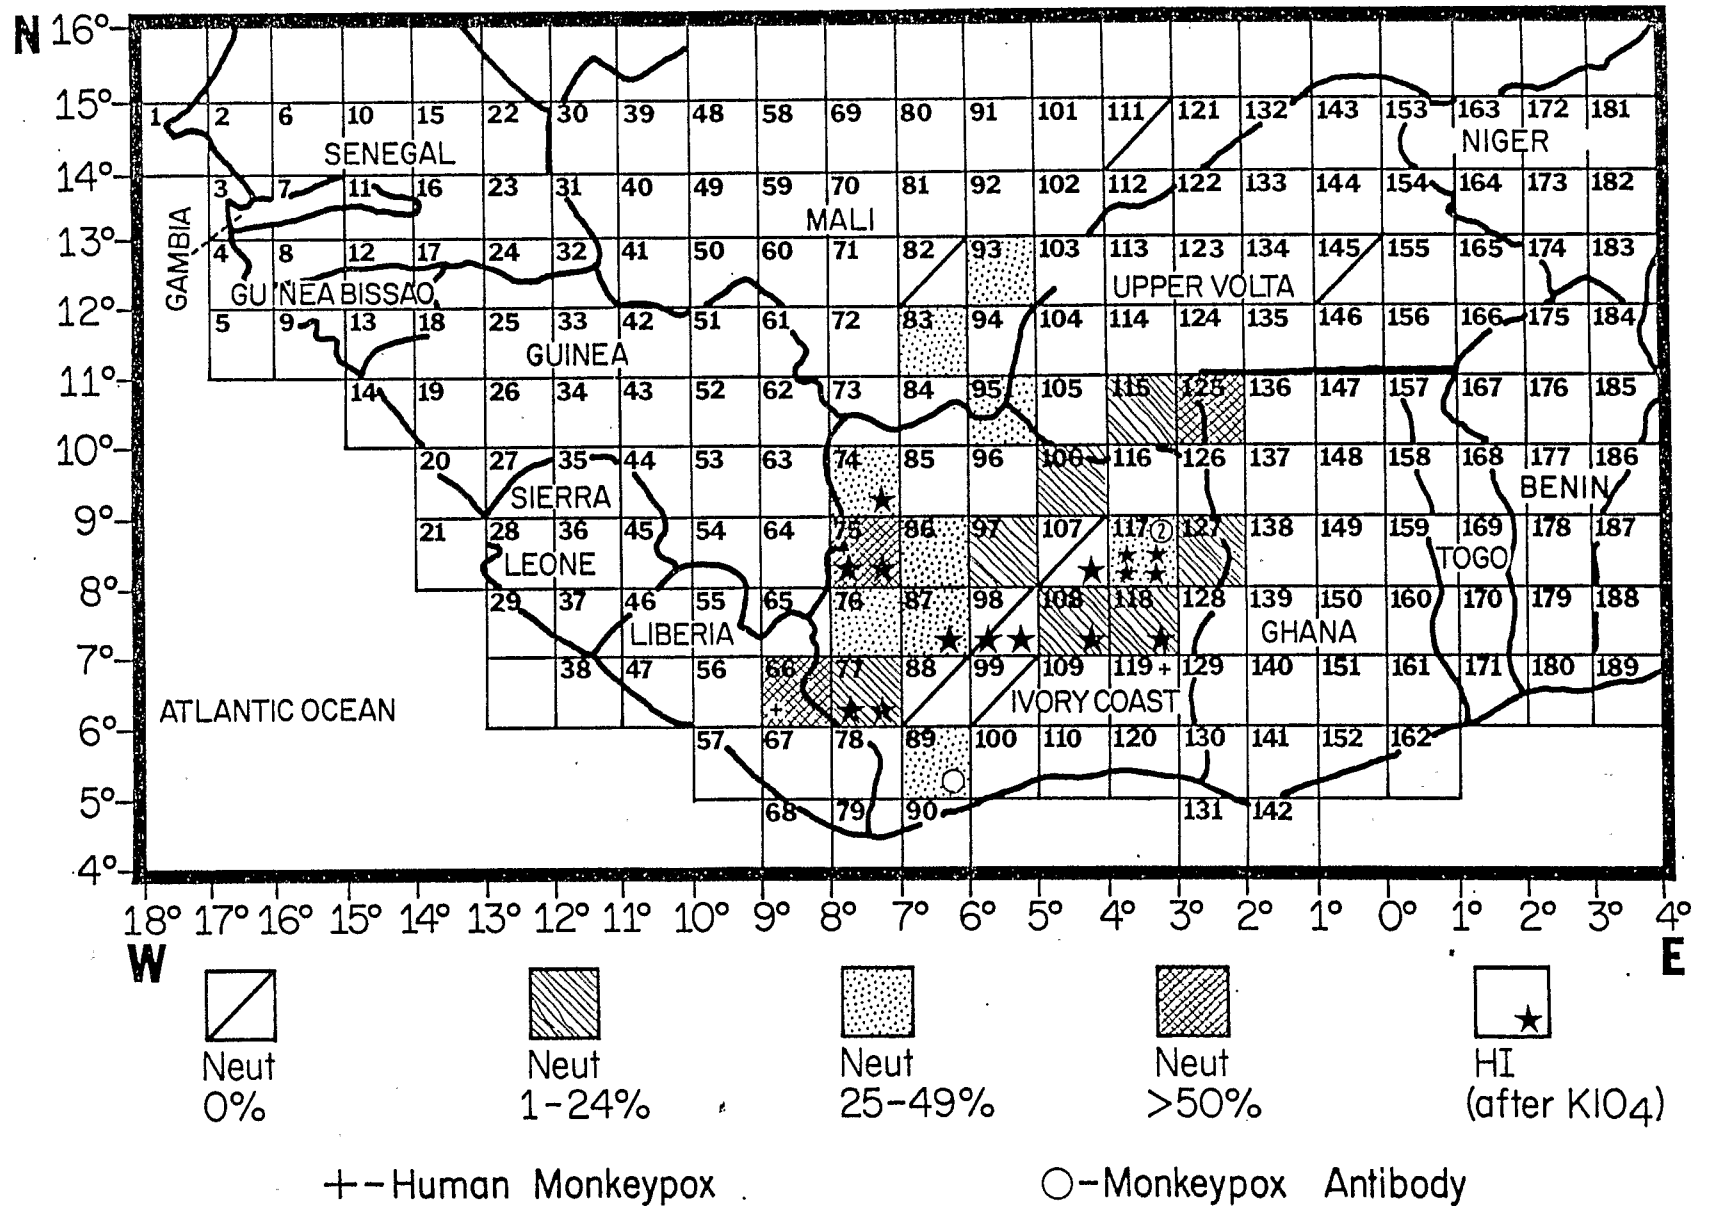 N 16°
15° 1 2 6 10 15 22 30 39 48 58 69 80 91 101 111 121 132 143 153 163 172 181
SENEGAL NIGER
14° 3 7 11 16 23 31 40 49 59 70 81 92 102 112 122 133 144 154 164 173 182
GAMBIA MALI
13° 4 8 12 17 24 32 41 50 60 71 82 93 103 113 123 134 145 155 165 174 183
GUINEA BISSAO UPPER VOLTA
12° 5 9 13 18 25 33 42 51 61 72 83 94 104 114 124 135 146 156 166 175 184
GUINEA
11° 14 19 26 34 43 52 62 73 84 95 105 115 125 136 147 157 167 176 185
10° 20 27 35 44 53 63 74 85 96 106 116 126 137 148 158 168 177 186
SIERRA BENIN
9° 21 28 36 45 54 64 75 86 97 107 117 2 127 138 149 159 169 178 187
LEONE TOGO
8° 29 37 46 55 65 76 87 98 108 118 128 139 150 160 170 179 188
LIBERIA GHANA
7° 38 47 56 66 77 88 99 109 119 + 129 140 151 161 171 180 189
ATLANTIC OCEAN + IVORY COAST
6° 57 67 78 89 100 110 120 130 141 152 162
5° 68 79 90 131 142
4°
18° 17° 16° 15° 14° 13° 12° 11° 10° 9° 8° 7° 6° 5° 4° 3° 2° 1° 0° 1° 2° 3° 4°
W E
Neut Neut Neut Neut HI
0% 1-24% 25-49% >50% (after KIO4)
+-Human Monkeypox ○-Monkeypox Antibody